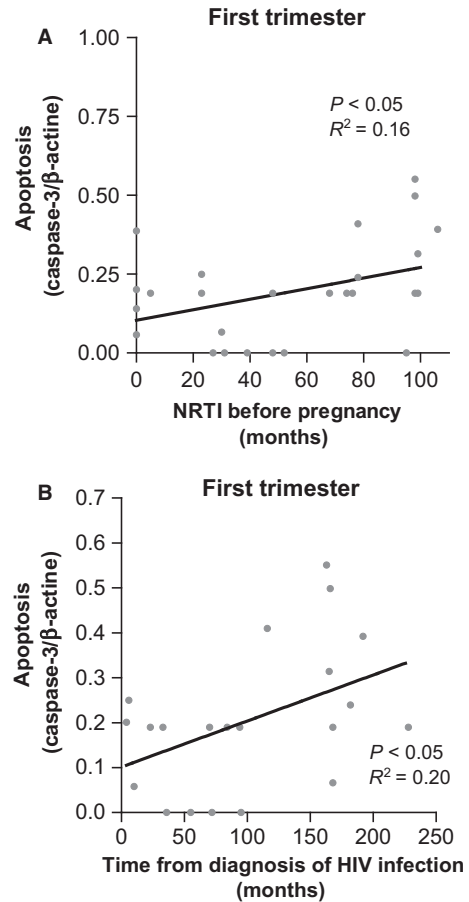 First trimester
A
1.00
0.75
0.50
0.25
0.00
Apoptosis
(caspase-3/β-actine)
P < 0.05
R² = 0.16
0 20 40 60 80 100
NRTI before pregnancy
(months)
B
First trimester
0.7
0.6
0.5
0.4
0.3
0.2
0.1
0.0
Apoptosis
(caspase-3/β-actine)
P < 0.05
R² = 0.20
0 50 100 150 200 250
Time from diagnosis of HIV infection
(months)